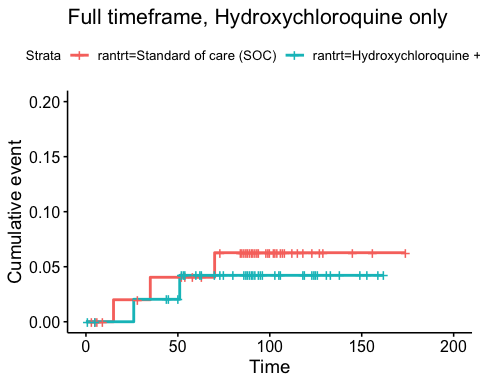 Full timeframe, Hydroxychloroquine only
Strata rantrt=Standard of care (SOC) rantrt=Hydroxychloroquine +
Cumulative event
0.20
0.15
0.10
0.05
0.00
0 50 100 150 200
Time